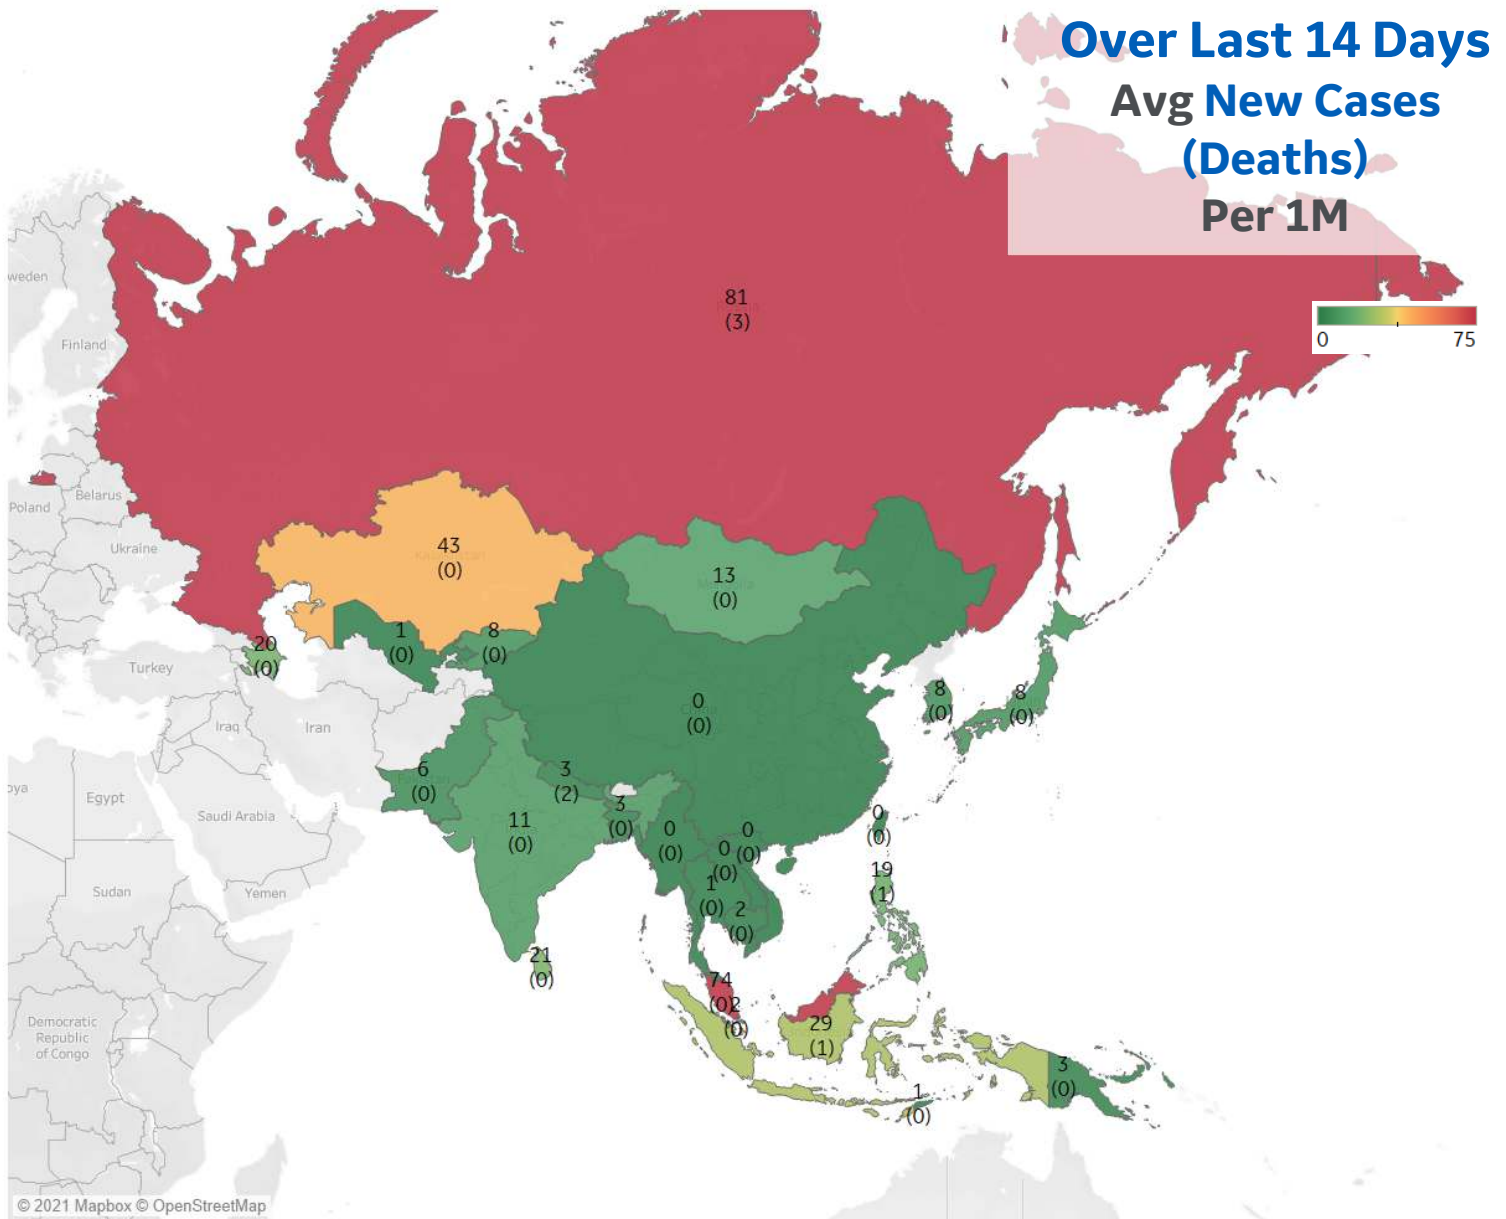 Over Last 14 Days
Avg New Cases
(Deaths)
Per 1M
0
75
81
(3)
weden
Finland
Poland
Belarus
Ukraine
43
(0)
13
(0)
20
(0)
1
(0)
8
(0)
Turkey
Iraq
Iran
0
(0)
8
(0)
8
(0)
6
(0)
3
(2)
3
(0)
11
(0)
0
(0)
0
(0)
0
(0)
0
(0)
1
(0)
2
(0)
19
(1)
oya
Egypt
Saudi Arabia
Sudan
Yemen
21
(0)
74
(0)
2
(0)
29
(1)
3
(0)
1
(0)
Democratic
Republic
of Congo
© 2021 Mapbox © OpenStreetMap